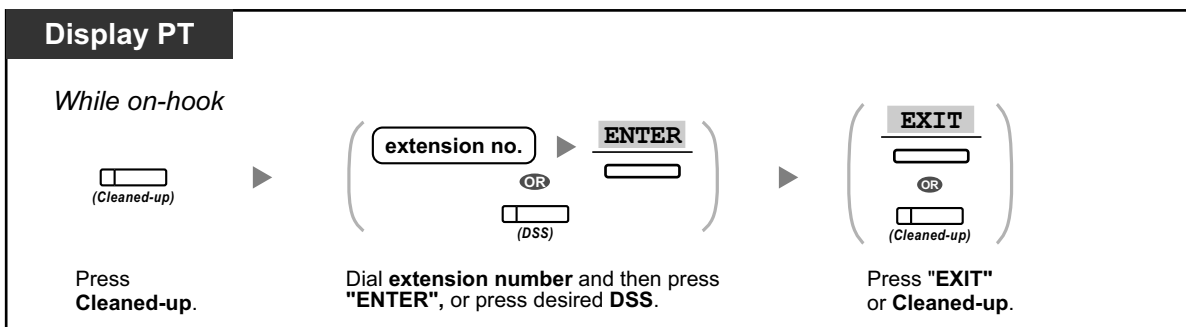 Display PT
While on-hook
(Cleaned-up)
extension no.
ENTER
OR
(DSS)
EXIT
OR
(Cleaned-up)
Press
Cleaned-up.
Dial extension number and then press
"ENTER", or press desired DSS.
Press "EXIT"
or Cleaned-up.